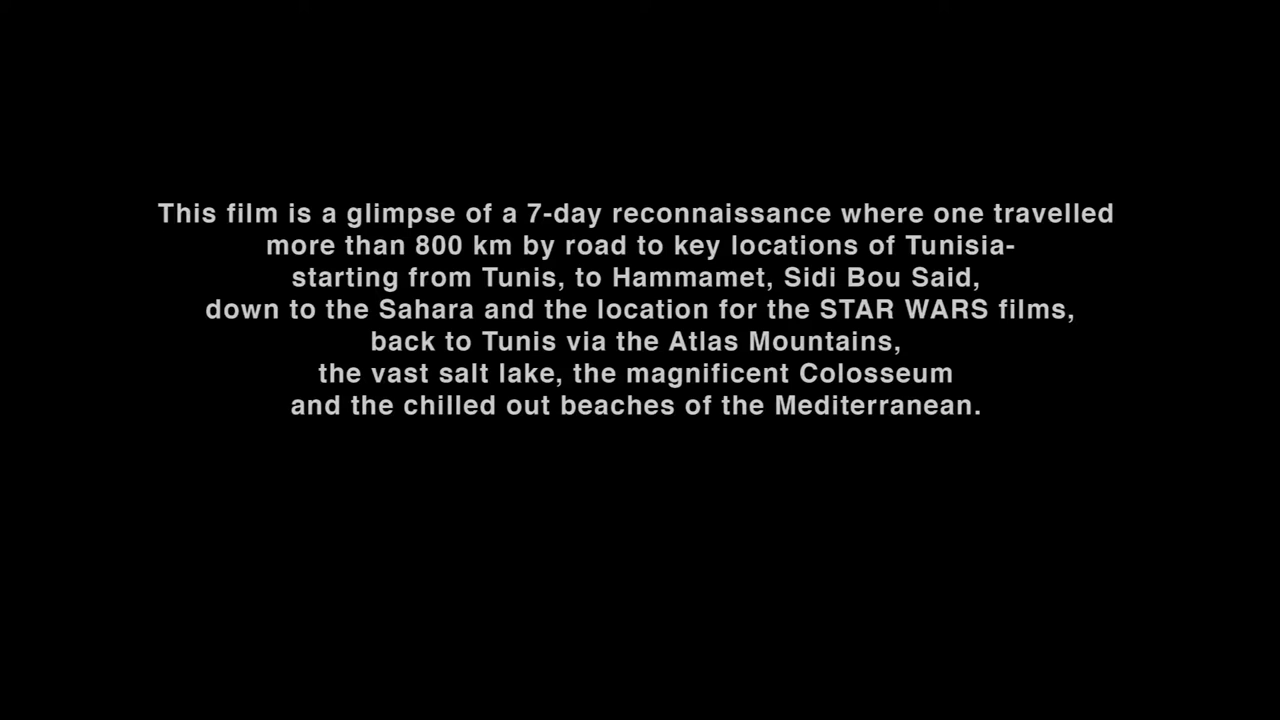 This film is a glimpse of a 7-day reconnaissance where one travelled
more than 800 km by road to key locations of Tunisia-
starting from Tunis, to Hammamet, Sidi Bou Said,
down to the Sahara and the location for the STAR WARS films,
back to Tunis via the Atlas Mountains,
the vast salt lake, the magnificent Colosseum
and the chilled out beaches of the Mediterranean.